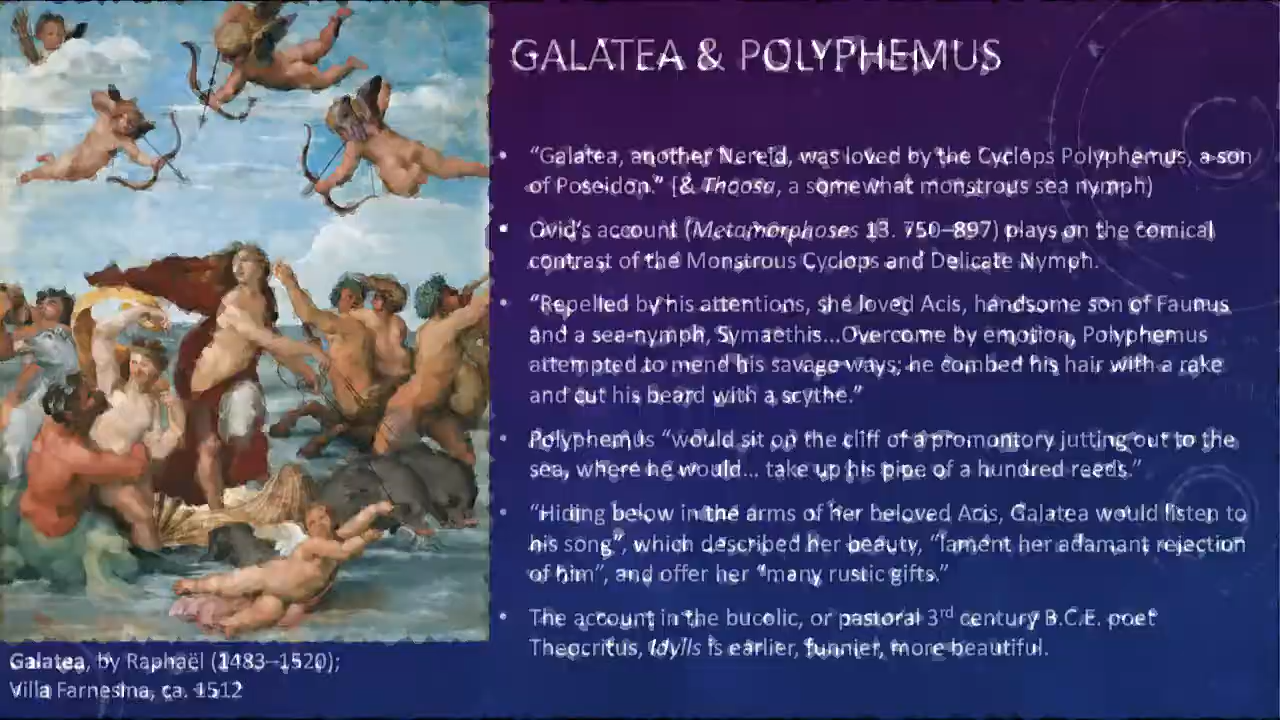 GALATEA & POLYPHEMUS
• “Galatea, another Nereid, was loved by the Cyclops Polyphemus, a son
of Poseidon.” [& Thoosa, a somewhat monstrous sea nymph)
• Ovid’s account (Metamorphoses 13. 750–897) plays on the comical
contrast of the Monstrous Cyclops and Delicate Nymph.
• “Repelled by his attentions, she loved Acis, handsome son of Faunus
and a sea-nymph, Symaethis...Overcome by emotion, Polyphemus
attempted to mend his savage ways; he combed his hair with a rake
and cut his beard with a scythe.”
• Polyphemus “would sit on the cliff of a promontory jutting out to the
sea, where he would... take up his pipe of a hundred reeds.”
• “Hiding below in the arms of her beloved Acis, Galatea would listen to
his song”, which described her beauty, “lament her adamant rejection
of him”, and offer her “many rustic gifts.”
• The account in the bucolic, or pastoral 3rd century B.C.E. poet
Theocritus, Idylls is earlier, funnier, more beautiful.
Galatea, by Raphaël (1483–1520);
Villa Farnesina, ca. 1512